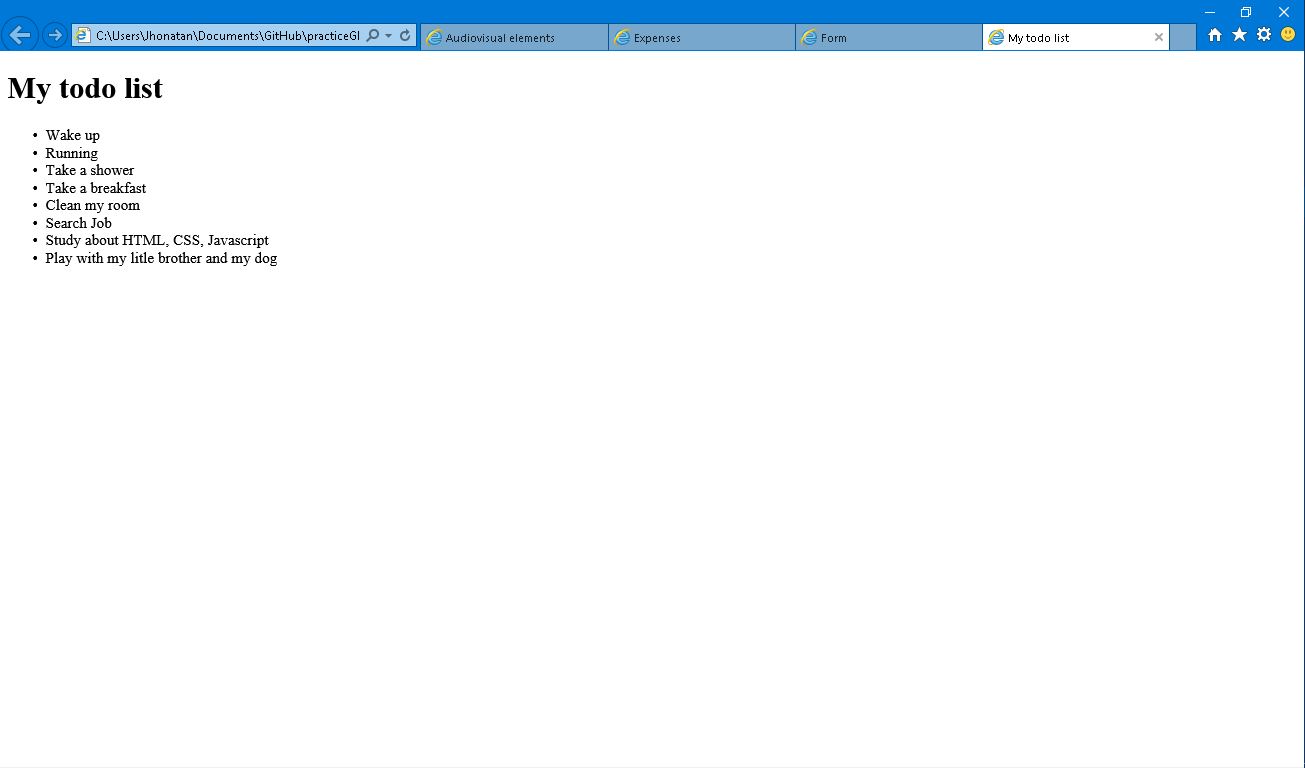 C:\Users\Jhonatan\Documents\GitHub\practiceGI
Audiovisual elements
Expenses
Form
My todo list
My todo list
• Wake up
• Running
• Take a shower
• Take a breakfast
• Clean my room
• Search Job
• Study about HTML, CSS, Javascript
• Play with my litle brother and my dog